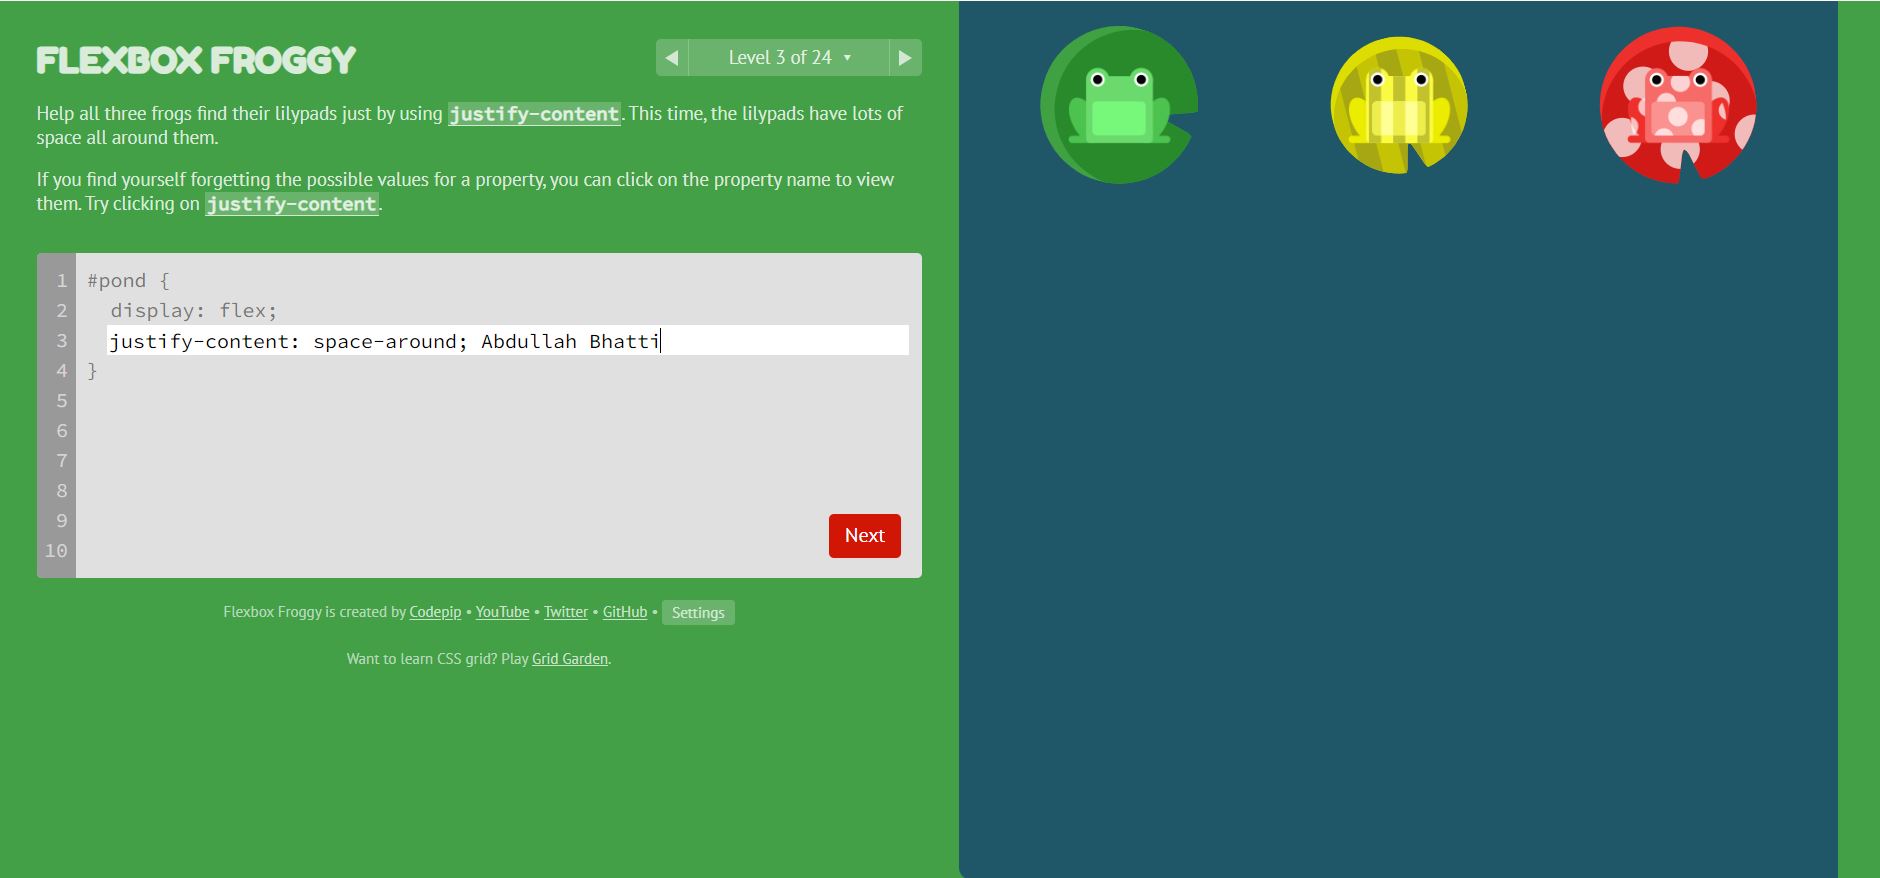 FLEXBOX FROGGY
◀ Level 3 of 24 ▼ ▶
Help all three frogs find their lilypads just by using justify-content. This time, the lilypads have lots of
space all around them.
If you find yourself forgetting the possible values for a property, you can click on the property name to view
them. Try clicking on justify-content.
1 #pond {
2 display: flex;
3 justify-content: space-around; Abdullah Bhatti
4 }
5
6
7
8
9
10
Next
Flexbox Froggy is created by Codepip • YouTube • Twitter • GitHub • Settings
Want to learn CSS grid? Play Grid Garden.